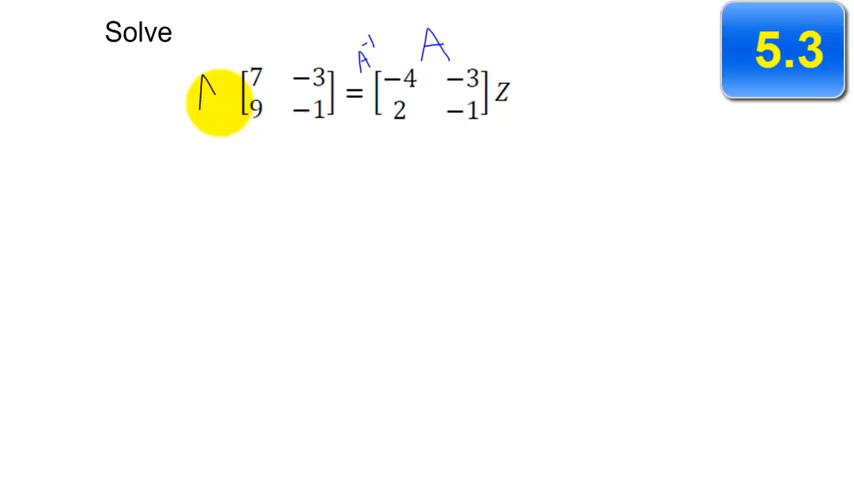 Solve
5.3
A⁻¹ A
[7 −3] = [−4 −3] Z
[9 −1] [2 −1]